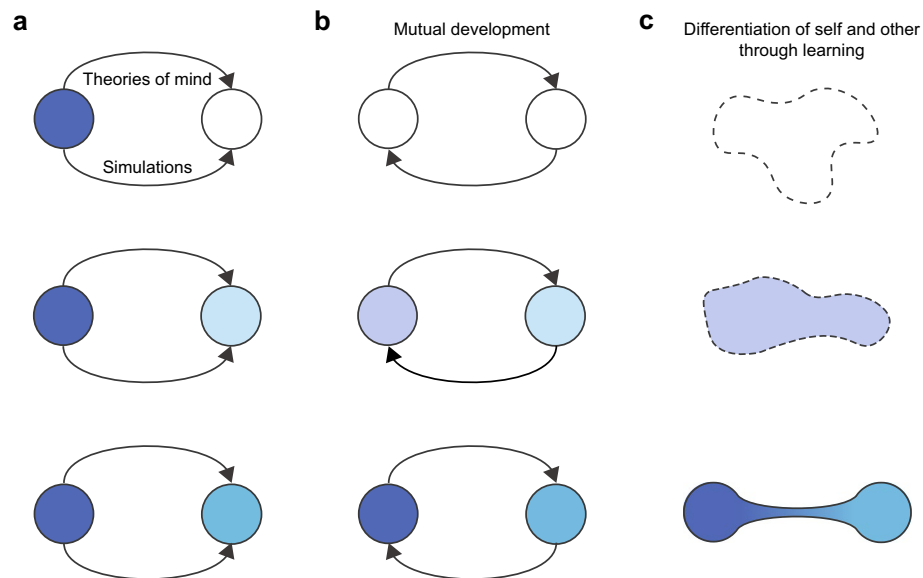 a
b
Mutual development
c
Differentiation of self and other
through learning
Theories of mind
Simulations